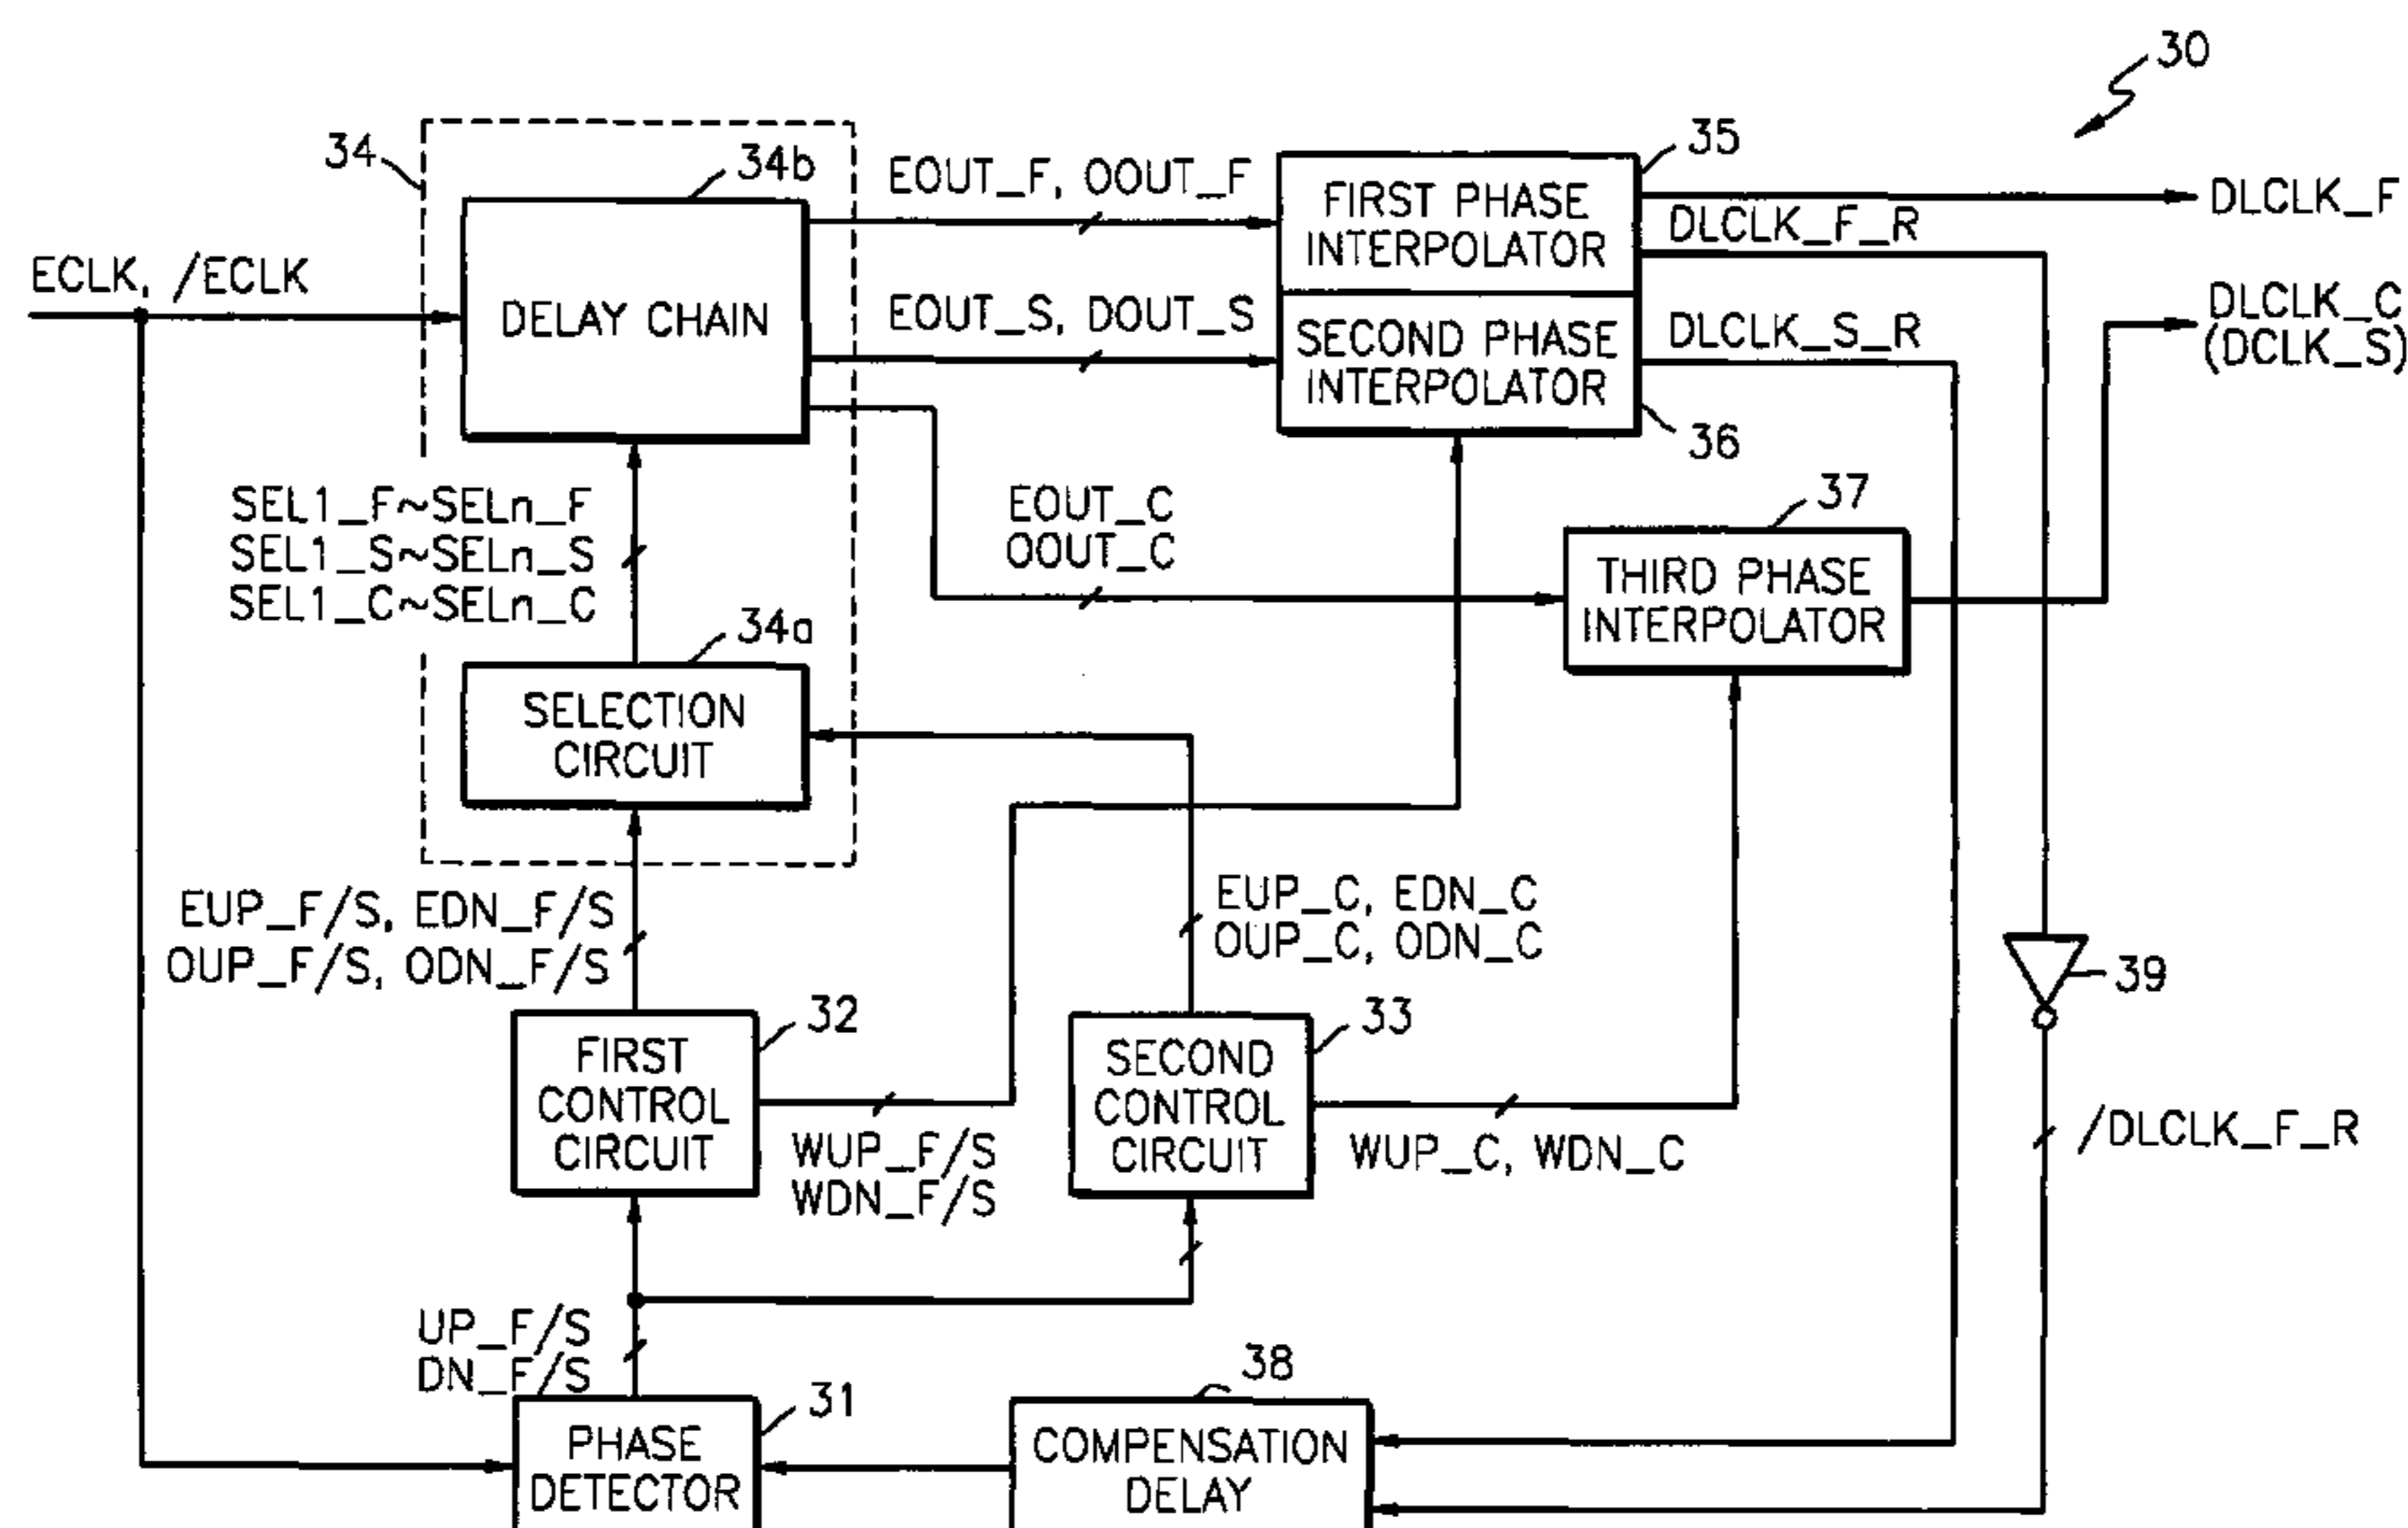 30
34
34b
EOUT_F, OOUT_F
35
FIRST PHASE
INTERPOLATOR
DLCLK_F
DLCLK_F_R
ECLK, /ECLK
DELAY CHAIN
EOUT_S, DOUT_S
SECOND PHASE
INTERPOLATOR
DLCLK_S_R
DLCLK_C
(DCLK_S)
36
SEL1_F~SELn_F
SEL1_S~SELn_S
SEL1_C~SELn_C
EOUT_C
OOUT_C
37
THIRD PHASE
INTERPOLATOR
34a
SELECTION
CIRCUIT
EUP_F/S, EDN_F/S
OUP_F/S, ODN_F/S
EUP_C, EDN_C
OUP_C, ODN_C
39
32
FIRST
CONTROL
CIRCUIT
33
SECOND
CONTROL
CIRCUIT
WUP_F/S
WDN_F/S
WUP_C, WDN_C
/DLCLK_F_R
UP_F/S
DN_F/S
31
PHASE
DETECTOR
38
COMPENSATION
DELAY